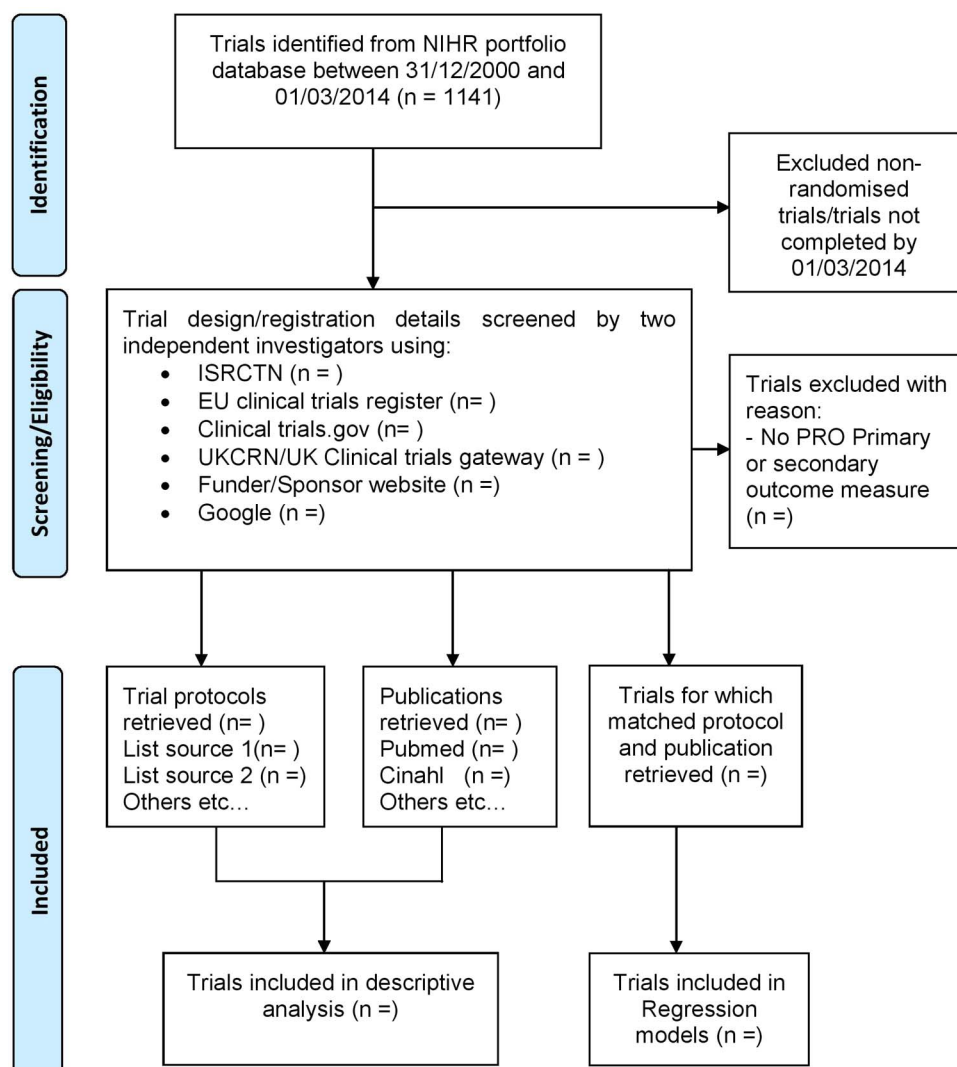 Identification
Trials identified from NIHR portfolio
database between 31/12/2000 and
01/03/2014 (n = 1141)
Excluded non-
randomised
trials/trials not
completed by
01/03/2014
Screening/Eligibility
Trial design/registration details screened by two
independent investigators using:
• ISRCTN (n = )
• EU clinical trials register (n= )
• Clinical trials.gov (n= )
• UKCRN/UK Clinical trials gateway (n = )
• Funder/Sponsor website (n =)
• Google (n =)
Trials excluded with
reason:
- No PRO Primary
or secondary
outcome measure
(n =)
Included
Trial protocols
retrieved (n= )
List source 1(n= )
List source 2 (n =)
Others etc…
Publications
retrieved (n= )
Pubmed (n= )
Cinahl (n =)
Others etc…
Trials for which
matched protocol
and publication
retrieved (n =)
Trials included in descriptive
analysis (n =)
Trials included in
Regression
models (n =)